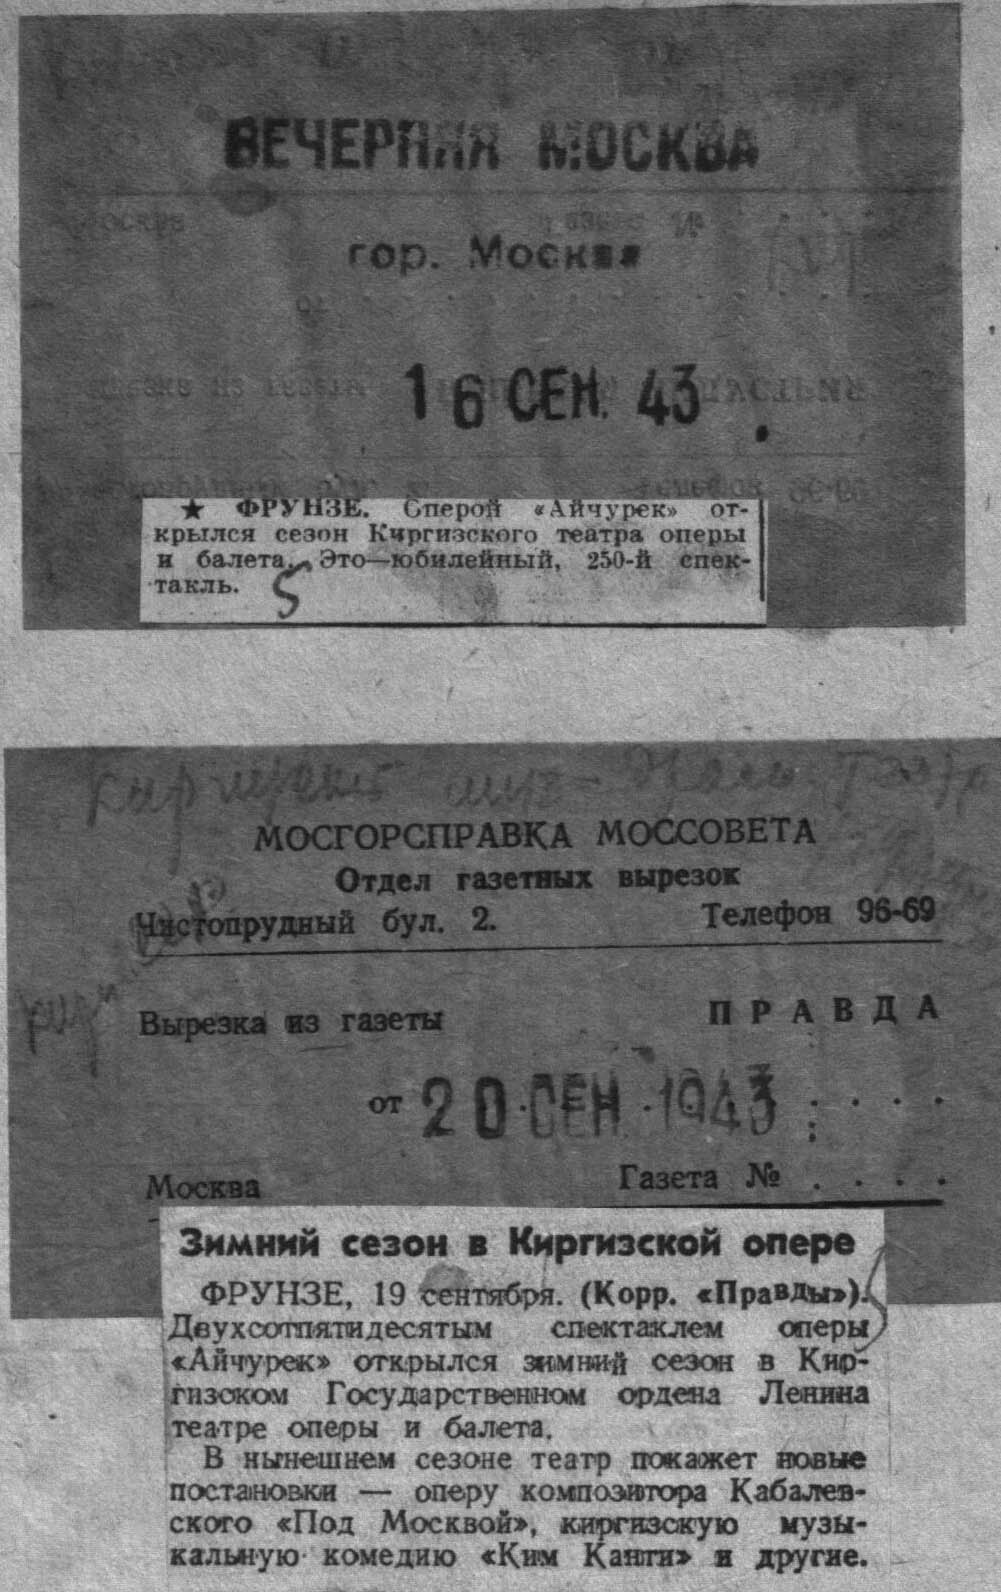 ВЕЧЕРНЯЯ МОСКВА
гор. Москва
16 СЕН. 43
★ ФРУНЗЕ. Оперой «Айчурек» от-
крылся сезон Киргизского театра оперы
и балета. Это—юбилейный, 250-й спек-
такль.
5
МОСГОРСПРАВКА МОССОВЕТА
Отдел газетных вырезок
Чистопрудный бул. 2. Телефон 96-69
Вырезка из газеты ПРАВДА
от 20 СЕН 1943
Москва Газета №
Зимний сезон в Киргизской опере
ФРУНЗЕ, 19 сентября. (Корр. «Правды»).
Двухсотпятидесятым спектаклем оперы
«Айчурек» открылся зимний сезон в Кир-
гизском Государственном ордена Ленина
театре оперы и балета.
В нынешнем сезоне театр покажет новые
постановки — оперу композитора Кабалев-
ского «Под Москвой», киргизскую музы-
кальную комедию «Ким Канти» и другие.